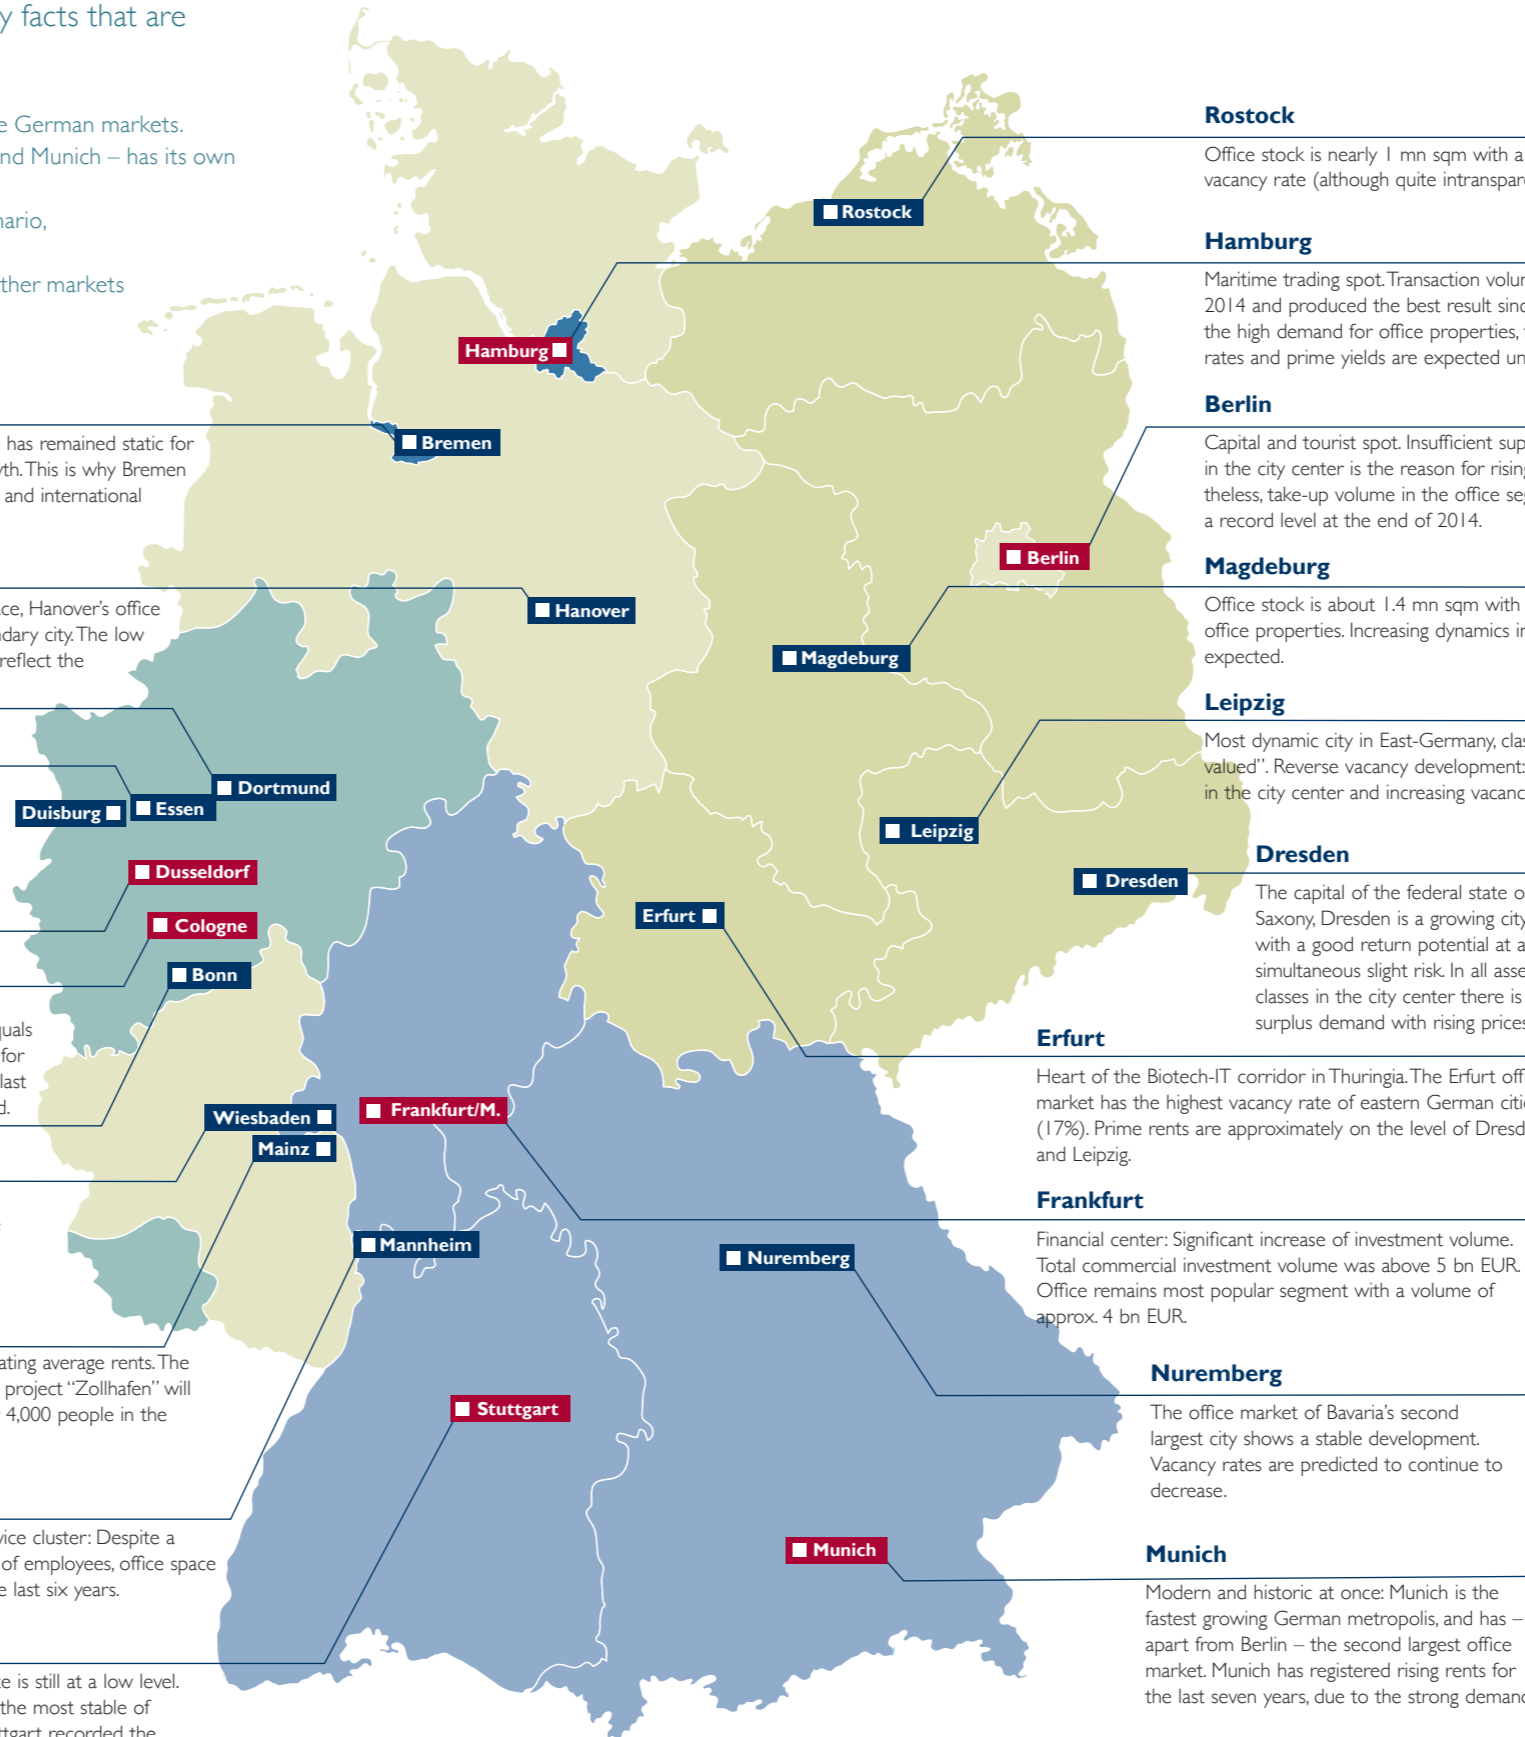 y facts that are
e German markets.
nd Munich – has its own
nario,
ther markets
has remained static for
th. This is why Bremen
and international
ce, Hanover's office
ndary city. The low
reflect the
quals
for
last
d.
ating average rents. The
project “Zollhafen” will
4,000 people in the
vice cluster: Despite a
of employees, office space
e last six years.
te is still at a low level.
the most stable of
ttgart recorded the
Rostock
Hamburg
Bremen
Berlin
Hanover
Magdeburg
Dortmund
Essen
Duisburg
Leipzig
Dusseldorf
Dresden
Erfurt
Cologne
Bonn
Frankfurt/M.
Wiesbaden
Mainz
Mannheim
Nuremberg
Stuttgart
Munich
Rostock
Office stock is nearly 1 mn sqm with a
vacancy rate (although quite intranspare
Hamburg
Maritime trading spot. Transaction volum
2014 and produced the best result sinc
the high demand for office properties,
rates and prime yields are expected un
Berlin
Capital and tourist spot. Insufficient sup
in the city center is the reason for rising
theless, take-up volume in the office seg
a record level at the end of 2014.
Magdeburg
Office stock is about 1.4 mn sqm with
office properties. Increasing dynamics in
expected.
Leipzig
Most dynamic city in East-Germany, clas
valued”. Reverse vacancy development:
in the city center and increasing vacanc
Dresden
The capital of the federal state o
Saxony, Dresden is a growing city
with a good return potential at a
simultaneous slight risk. In all asse
classes in the city center there is
surplus demand with rising prices
Erfurt
Heart of the Biotech-IT corridor in Thuringia. The Erfurt offi
market has the highest vacancy rate of eastern German citie
(17%). Prime rents are approximately on the level of Dresd
and Leipzig.
Frankfurt
Financial center: Significant increase of investment volume.
Total commercial investment volume was above 5 bn EUR.
Office remains most popular segment with a volume of
approx. 4 bn EUR.
Nuremberg
The office market of Bavaria's second
largest city shows a stable development.
Vacancy rates are predicted to continue to
decrease.
Munich
Modern and historic at once: Munich is the
fastest growing German metropolis, and has –
apart from Berlin – the second largest office
market. Munich has registered rising rents for
the last seven years, due to the strong demand